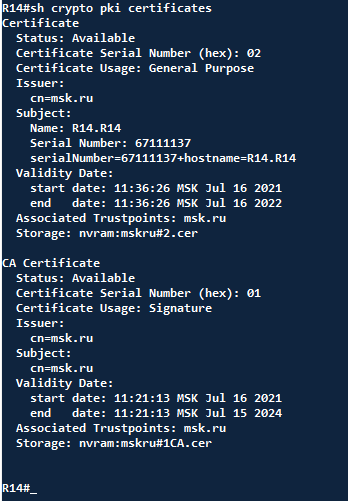 R14#sh crypto pki certificates
Certificate
  Status: Available
  Certificate Serial Number (hex): 02
  Certificate Usage: General Purpose
  Issuer:
    cn=msk.ru
  Subject:
    Name: R14.R14
    Serial Number: 67111137
    serialNumber=67111137+hostname=R14.R14
  Validity Date:
    start date: 11:36:26 MSK Jul 16 2021
    end   date: 11:36:26 MSK Jul 16 2022
  Associated Trustpoints: msk.ru
  Storage: nvram:mskru#2.cer

CA Certificate
  Status: Available
  Certificate Serial Number (hex): 01
  Certificate Usage: Signature
  Issuer:
    cn=msk.ru
  Subject:
    cn=msk.ru
  Validity Date:
    start date: 11:21:13 MSK Jul 16 2021
    end   date: 11:21:13 MSK Jul 15 2024
  Associated Trustpoints: msk.ru
  Storage: nvram:mskru#1CA.cer

R14#_